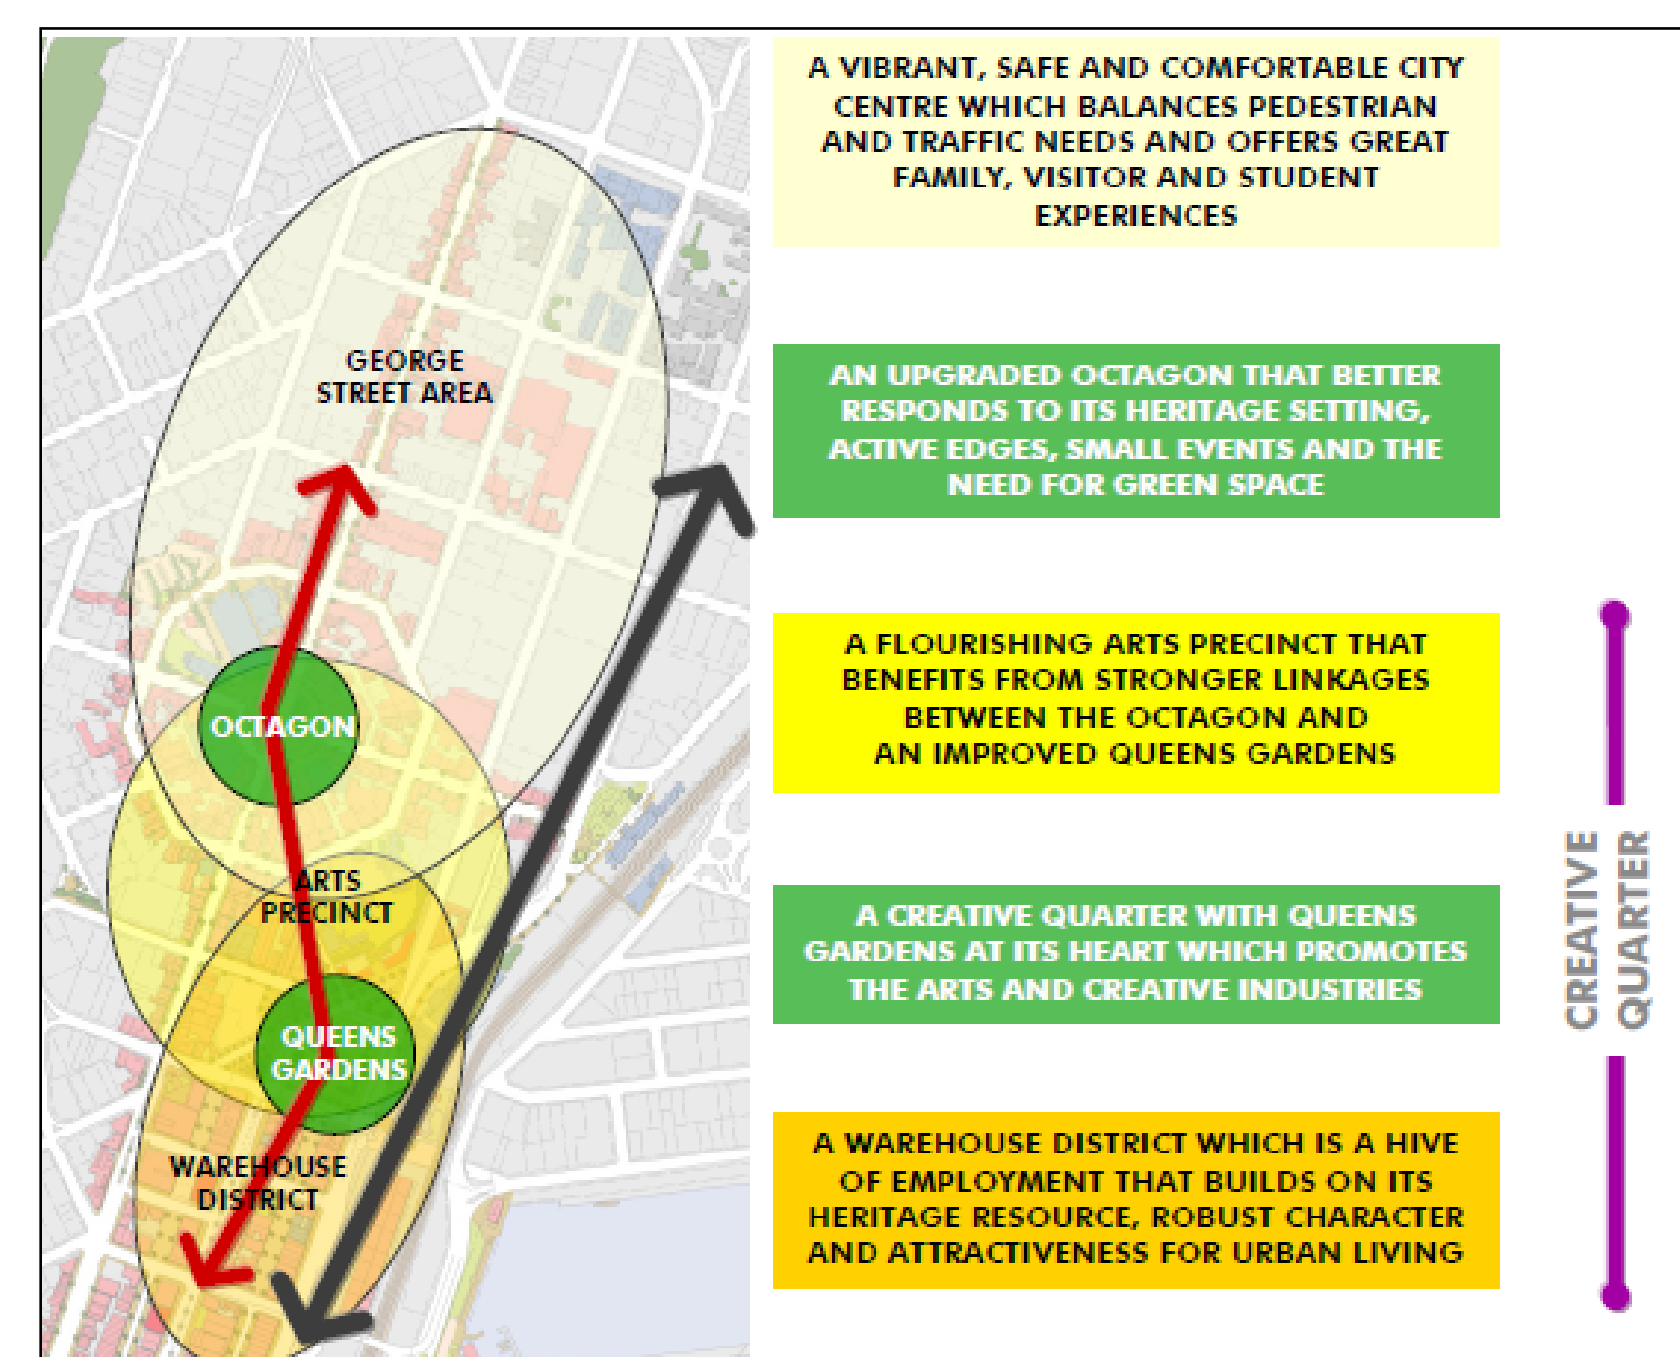 A VIBRANT, SAFE AND COMFORTABLE CITY
CENTRE WHICH BALANCES PEDESTRIAN
AND TRAFFIC NEEDS AND OFFERS GREAT
FAMILY, VISITOR AND STUDENT
EXPERIENCES
GEORGE
STREET AREA
AN UPGRADED OCTAGON THAT BETTER
RESPONDS TO ITS HERITAGE SETTING,
ACTIVE EDGES, SMALL EVENTS AND THE
NEED FOR GREEN SPACE
OCTAGON
A FLOURISHING ARTS PRECINCT THAT
BENEFITS FROM STRONGER LINKAGES
BETWEEN THE OCTAGON AND
AN IMPROVED QUEENS GARDENS
ARTS
PRECINCT
A CREATIVE QUARTER WITH QUEENS
GARDENS AT ITS HEART WHICH PROMOTES
THE ARTS AND CREATIVE INDUSTRIES
QUEENS
GARDENS
WAREHOUSE
DISTRICT
A WAREHOUSE DISTRICT WHICH IS A HIVE
OF EMPLOYMENT THAT BUILDS ON ITS
HERITAGE RESOURCE, ROBUST CHARACTER
AND ATTRACTIVENESS FOR URBAN LIVING
CREATIVE
QUARTER